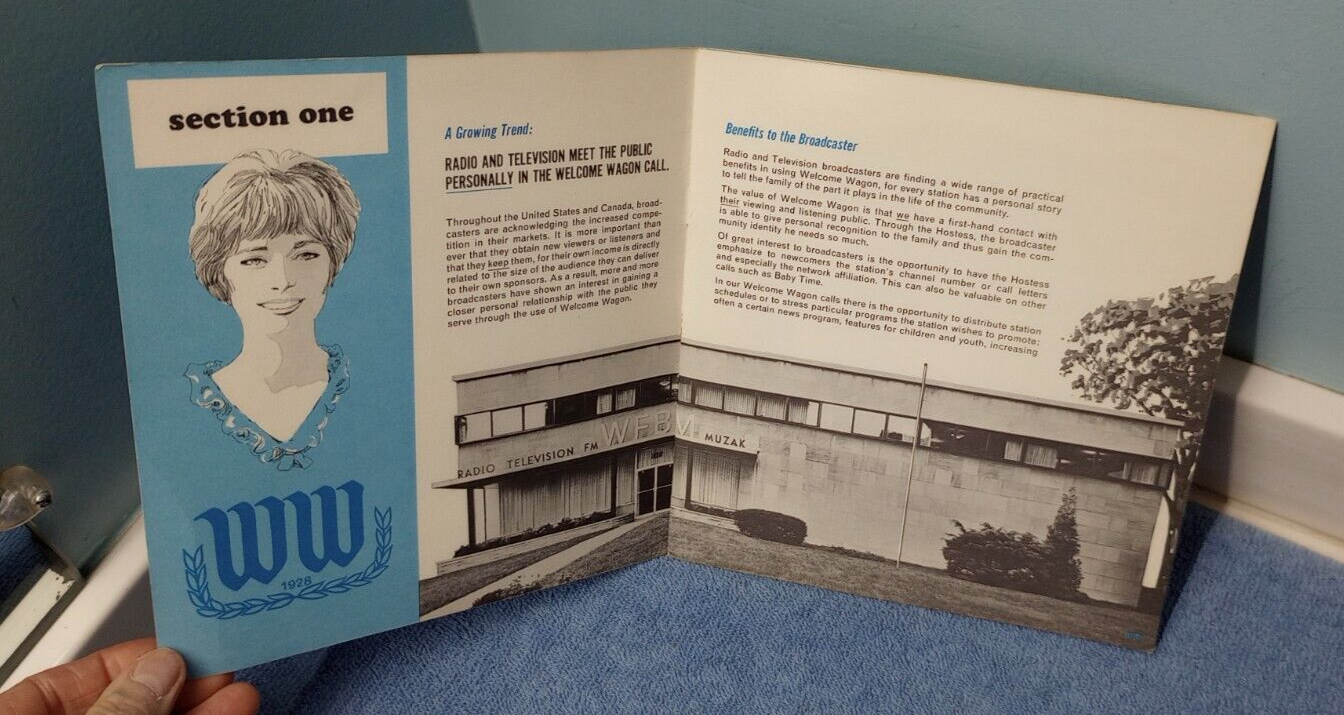 section one
WW
1928
A Growing Trend:
RADIO AND TELEVISION MEET THE PUBLIC
PERSONALLY IN THE WELCOME WAGON CALL.
Throughout the United States and Canada, broad-
casters are acknowledging the increased compe-
tition in their markets. It is more important than
ever that they obtain new viewers or listeners and
that they keep them, for their own income is directly
related to the size of the audience they can deliver
to their own sponsors. As a result, more and more
broadcasters have shown an interest in gaining a
closer personal relationship with the public they
serve through the use of Welcome Wagon.
Benefits to the Broadcaster
Radio and Television broadcasters are finding a wide range of practical
benefits in using Welcome Wagon, for every station has a personal story
to tell the family of the part it plays in the life of the community.
The value of Welcome Wagon is that we have a first-hand contact with
their viewing and listening public. Through the Hostess, the broadcaster
is able to give personal recognition to the family and thus gain the com-
munity identity he needs so much.
Of great interest to broadcasters is the opportunity to have the Hostess
emphasize to newcomers the station's channel number or call letters
and especially the network affiliation. This can also be valuable on other
calls such as Baby Time.
In our Welcome Wagon calls there is the opportunity to distribute station
schedules or to stress particular programs the station wishes to promote:
often a certain news program, features for children and youth, increasing
RADIO TELEVISION FM WFBM MUZAK